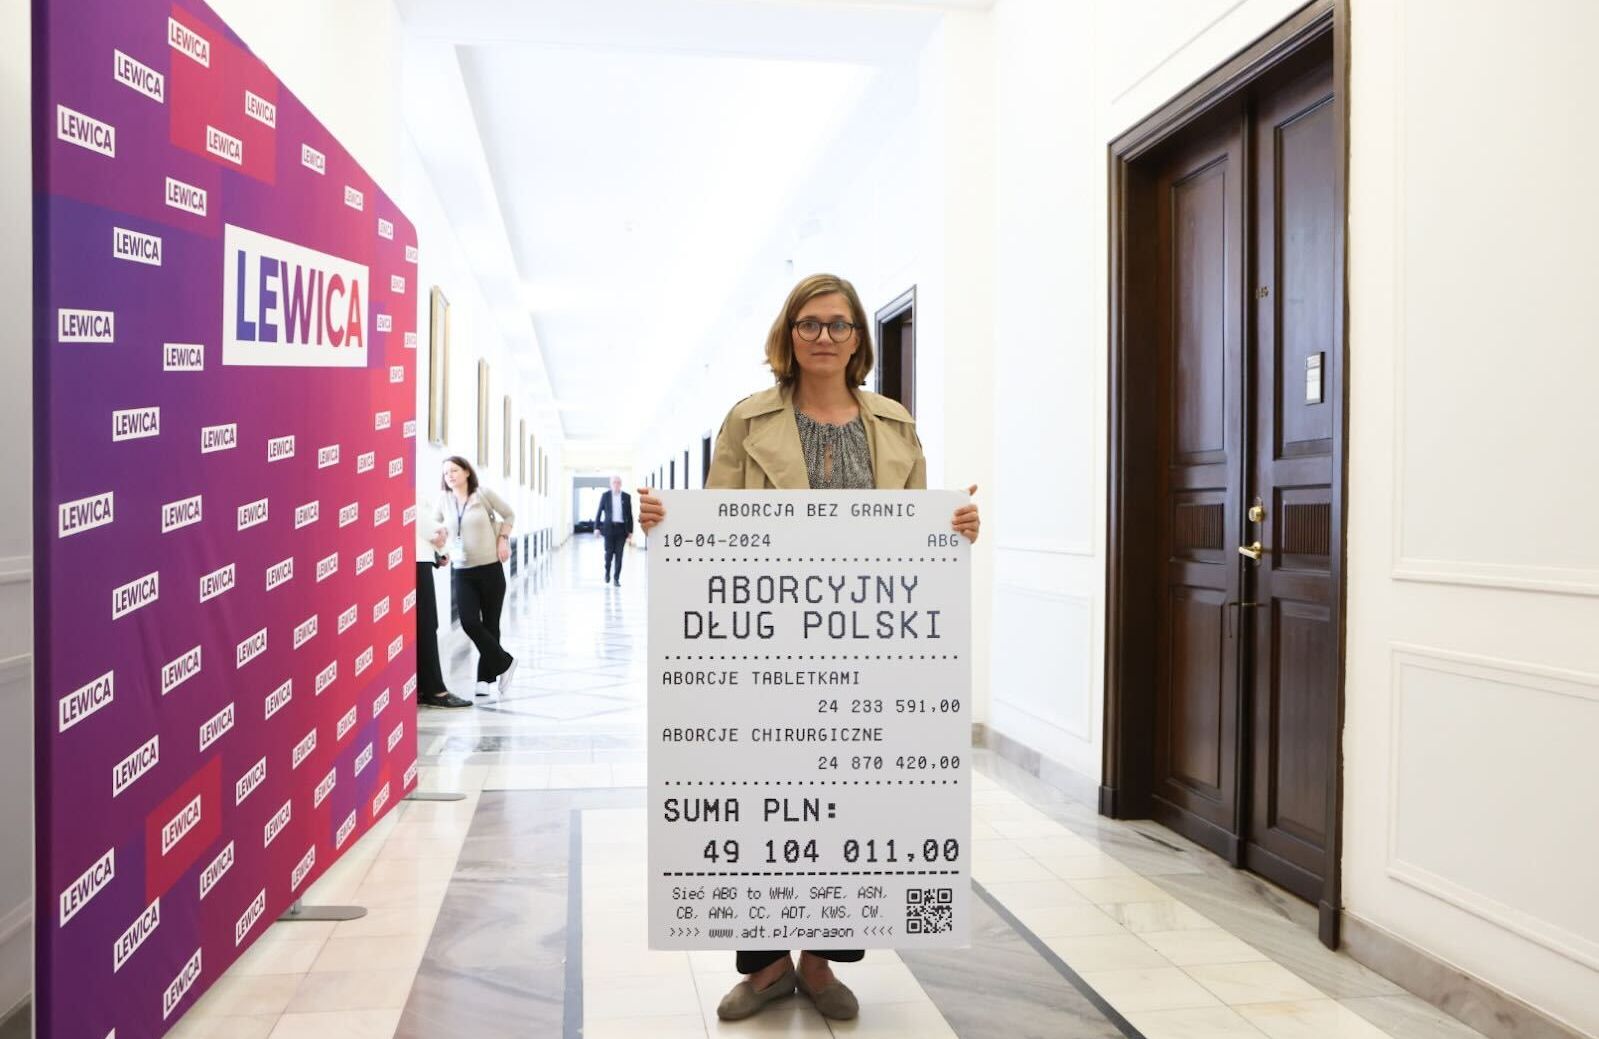 LEWICA
ABORCJA BEZ GRANIC
10-04-2024 ABG
ABORCYJNY
DŁUG POLSKI
ABORCJE TABLETKAMI
24 233 591,00
ABORCJE CHIRURGICZNE
24 870 420,00
SUMA PLN:
49 104 011,00
Sieć ABG to WHW, SAFE, ASN,
CB, ANA, CC, ADT, KWS, CW.
>>>> www.adt.pl/paragon <<<<